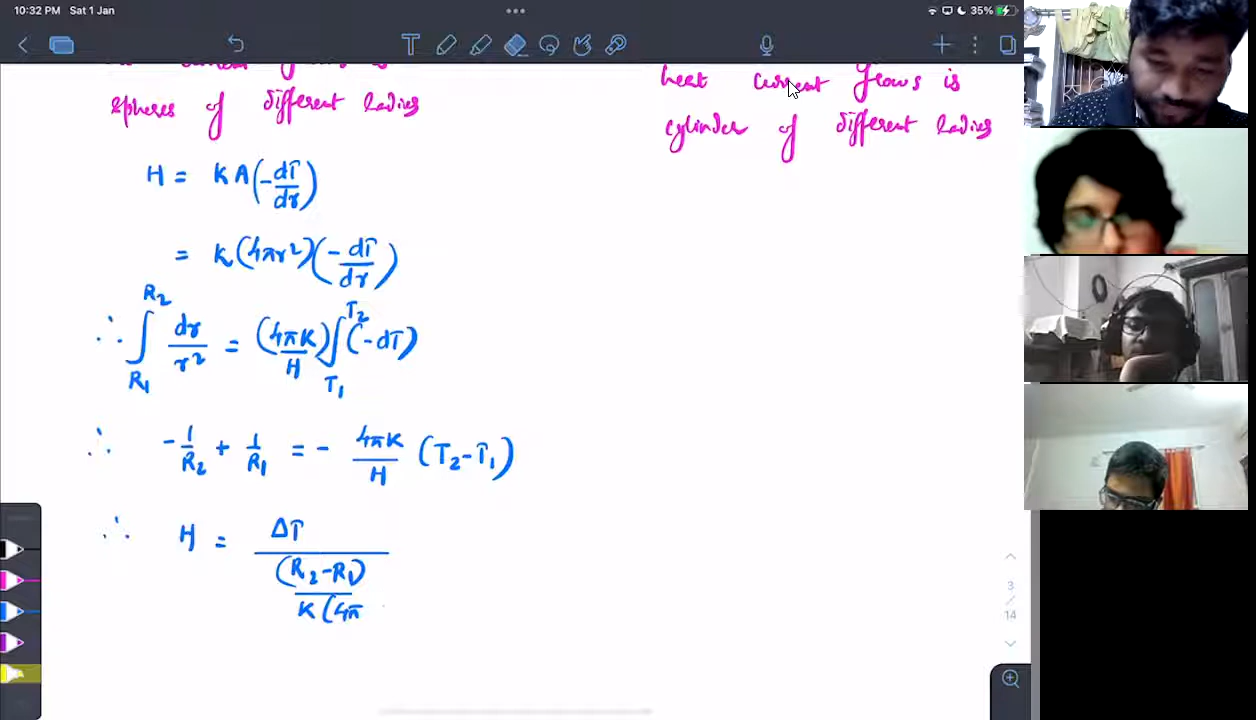 10:32 PM Sat 1 Jan
35%
spheres of different Radius
H = KA(-dT/dr)
= K(4πr²)(-dT/dr)
∴ ∫_{R1}^{R2} dr/r² = (4πK/H) ∫_{T1}^{T2} (-dT)
∴ -1/R2 + 1/R1 = - 4πK/H (T2-T1)
∴ H = ΔT / ((R2-R1) / K(4π
heat current flows is
cylinder of different Radius
3
/
14